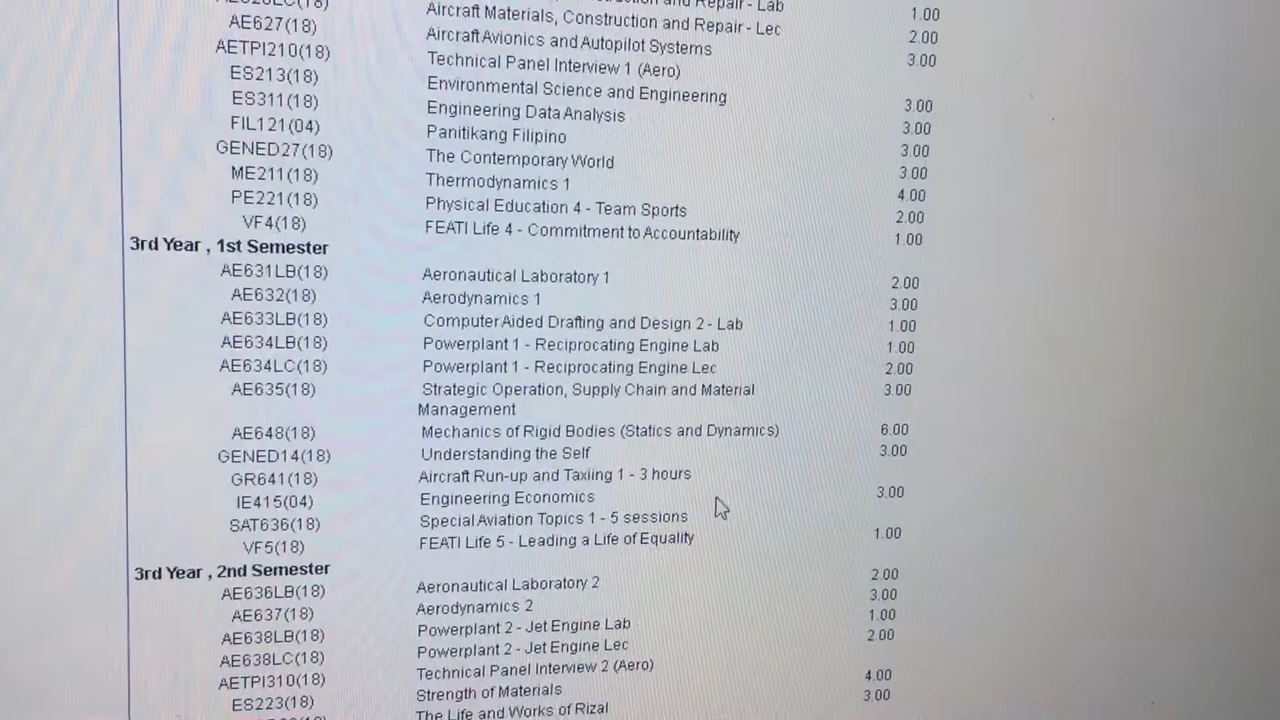 and Repair - Lab 1.00
Aircraft Materials, Construction and Repair - Lec 2.00
AE627(18) Aircraft Avionics and Autopilot Systems 3.00
AETPI210(18) Technical Panel Interview 1 (Aero)
ES213(18) Environmental Science and Engineering 3.00
ES311(18) Engineering Data Analysis 3.00
FIL121(04) Panitikang Filipino 3.00
GENED27(18) The Contemporary World 3.00
ME211(18) Thermodynamics 1 4.00
PE221(18) Physical Education 4 - Team Sports 2.00
VF4(18) FEATI Life 4 - Commitment to Accountability 1.00
3rd Year , 1st Semester
AE631LB(18) Aeronautical Laboratory 1 2.00
AE632(18) Aerodynamics 1 3.00
AE633LB(18) Computer Aided Drafting and Design 2 - Lab 1.00
AE634LB(18) Powerplant 1 - Reciprocating Engine Lab 1.00
AE634LC(18) Powerplant 1 - Reciprocating Engine Lec 2.00
AE635(18) Strategic Operation, Supply Chain and Material 3.00
Management
AE648(18) Mechanics of Rigid Bodies (Statics and Dynamics) 6.00
GENED14(18) Understanding the Self 3.00
GR641(18) Aircraft Run-up and Taxiing 1 - 3 hours
IE415(04) Engineering Economics 3.00
SAT636(18) Special Aviation Topics 1 - 5 sessions
VF5(18) FEATI Life 5 - Leading a Life of Equality 1.00
3rd Year , 2nd Semester
AE636LB(18) Aeronautical Laboratory 2 2.00
AE637(18) Aerodynamics 2 3.00
AE638LB(18) Powerplant 2 - Jet Engine Lab 1.00
AE638LC(18) Powerplant 2 - Jet Engine Lec 2.00
AETPI310(18) Technical Panel Interview 2 (Aero)
ES223(18) Strength of Materials 4.00
The Life and Works of Rizal 3.00